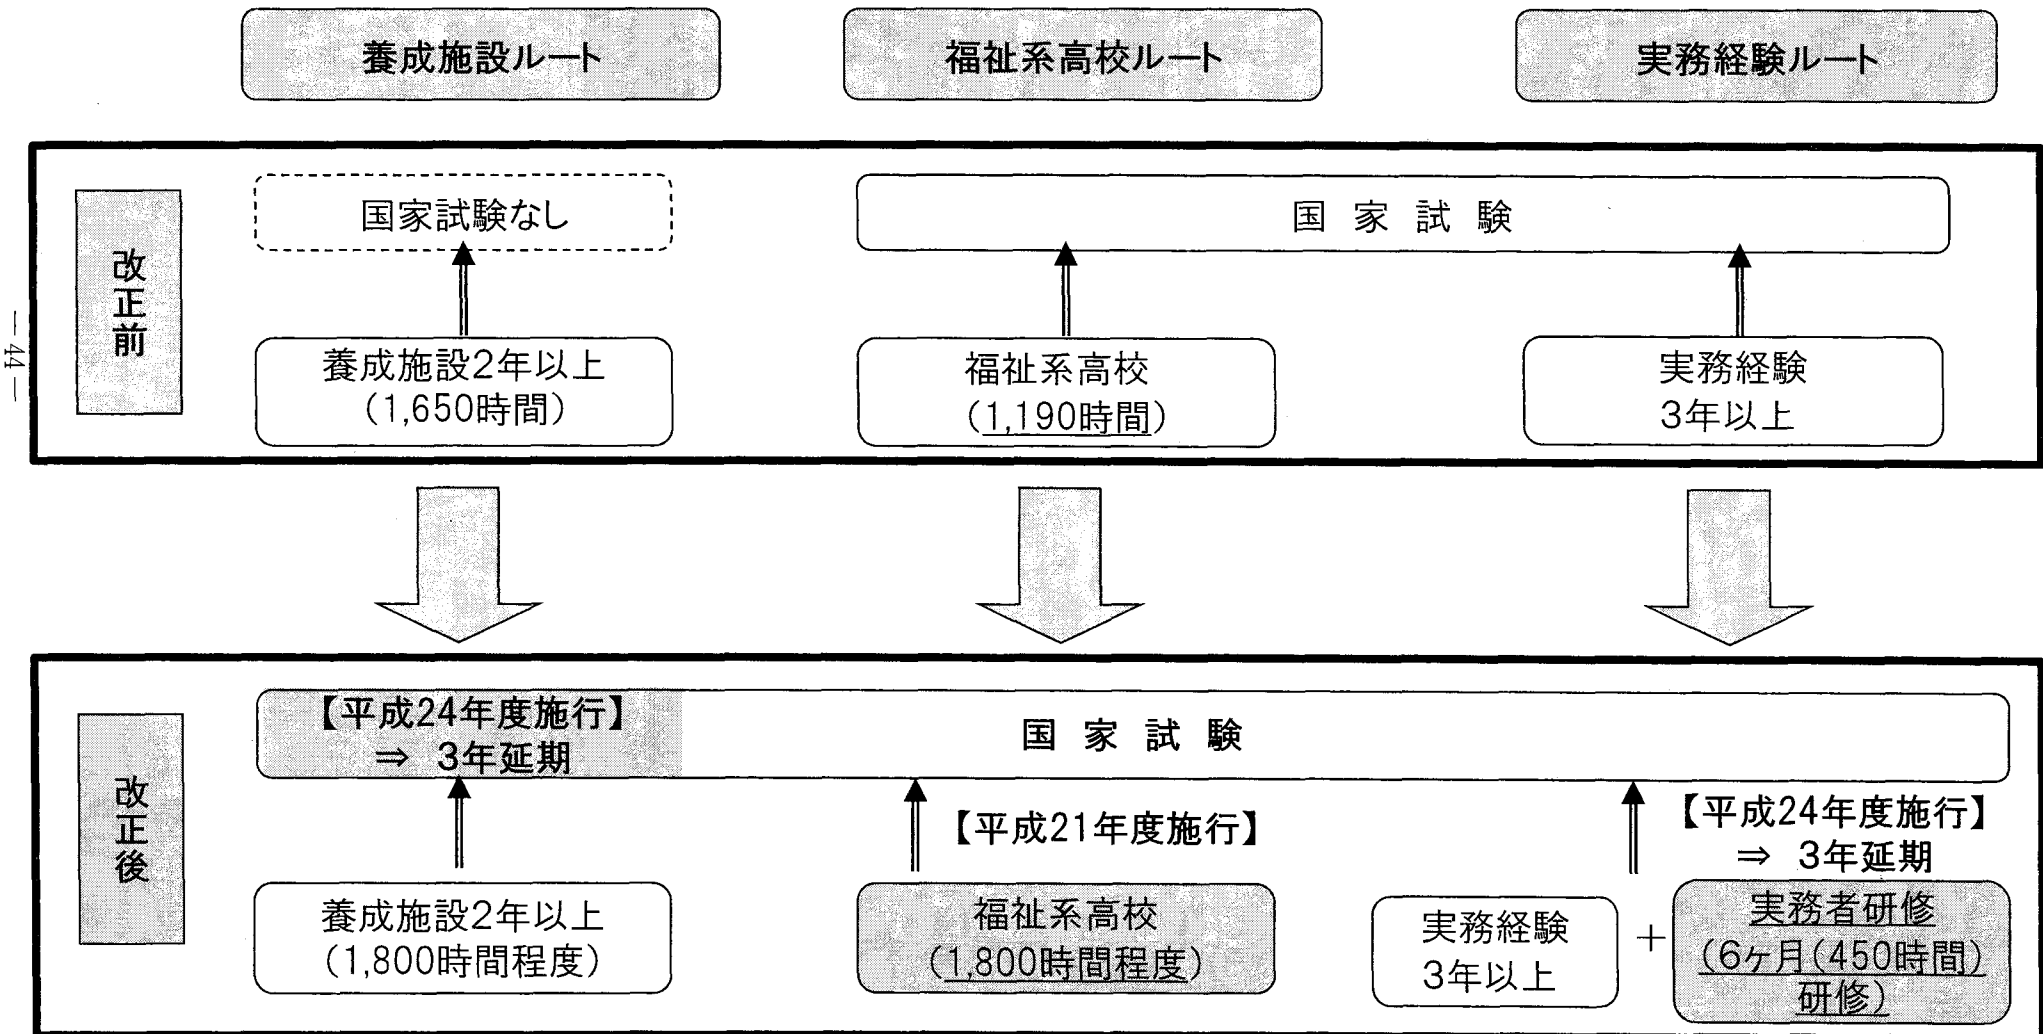 養成施設ルート
福祉系高校ルート
実務経験ルート
改正前
国家試験なし
国家試験
養成施設2年以上
(1,650時間)
福祉系高校
(1,190時間)
実務経験
3年以上
―44―
改正後
【平成24年度施行】
⇒ 3年延期
国家試験
【平成21年度施行】
【平成24年度施行】
⇒ 3年延期
養成施設2年以上
(1,800時間程度)
福祉系高校
(1,800時間程度)
実務経験
3年以上
+
実務者研修
(6ヶ月(450時間)
研修)